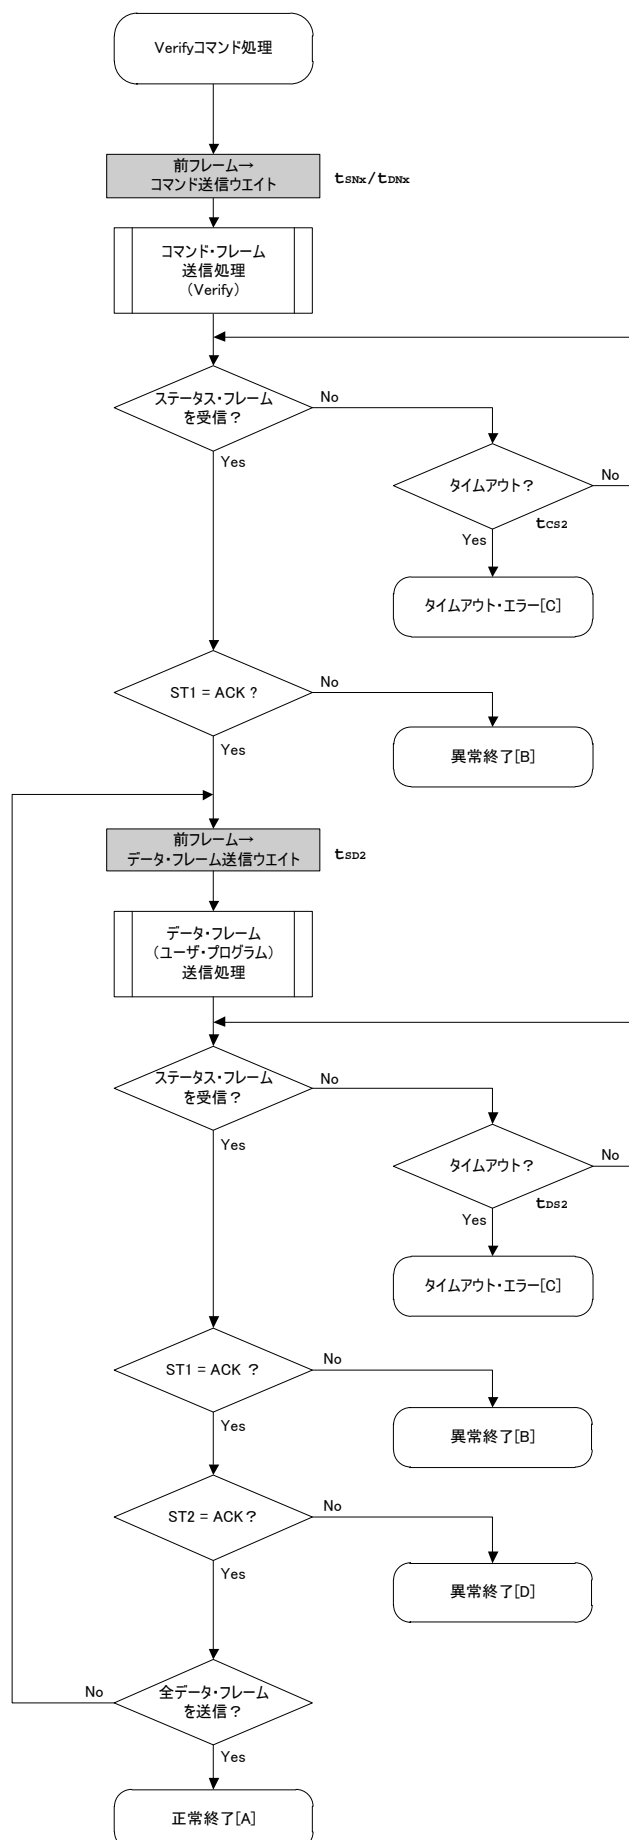 Verifyコマンド処理
前フレーム→
コマンド送信ウエイト
tSNx/tDNx
コマンド・フレーム
送信処理
（Verify）
ステータス・フレーム
を受信？
No
Yes
タイムアウト？
No
tCS2
Yes
タイムアウト・エラー[C]
ST1 = ACK ?
No
Yes
異常終了[B]
前フレーム→
データ・フレーム送信ウエイト
tSD2
データ・フレーム
（ユーザ・プログラム）
送信処理
ステータス・フレーム
を受信？
No
Yes
タイムアウト？
No
tDS2
Yes
タイムアウト・エラー[C]
ST1 = ACK ？
No
Yes
異常終了[B]
ST2 = ACK？
No
Yes
異常終了[D]
全データ・フレーム
を送信？
No
Yes
正常終了[A]